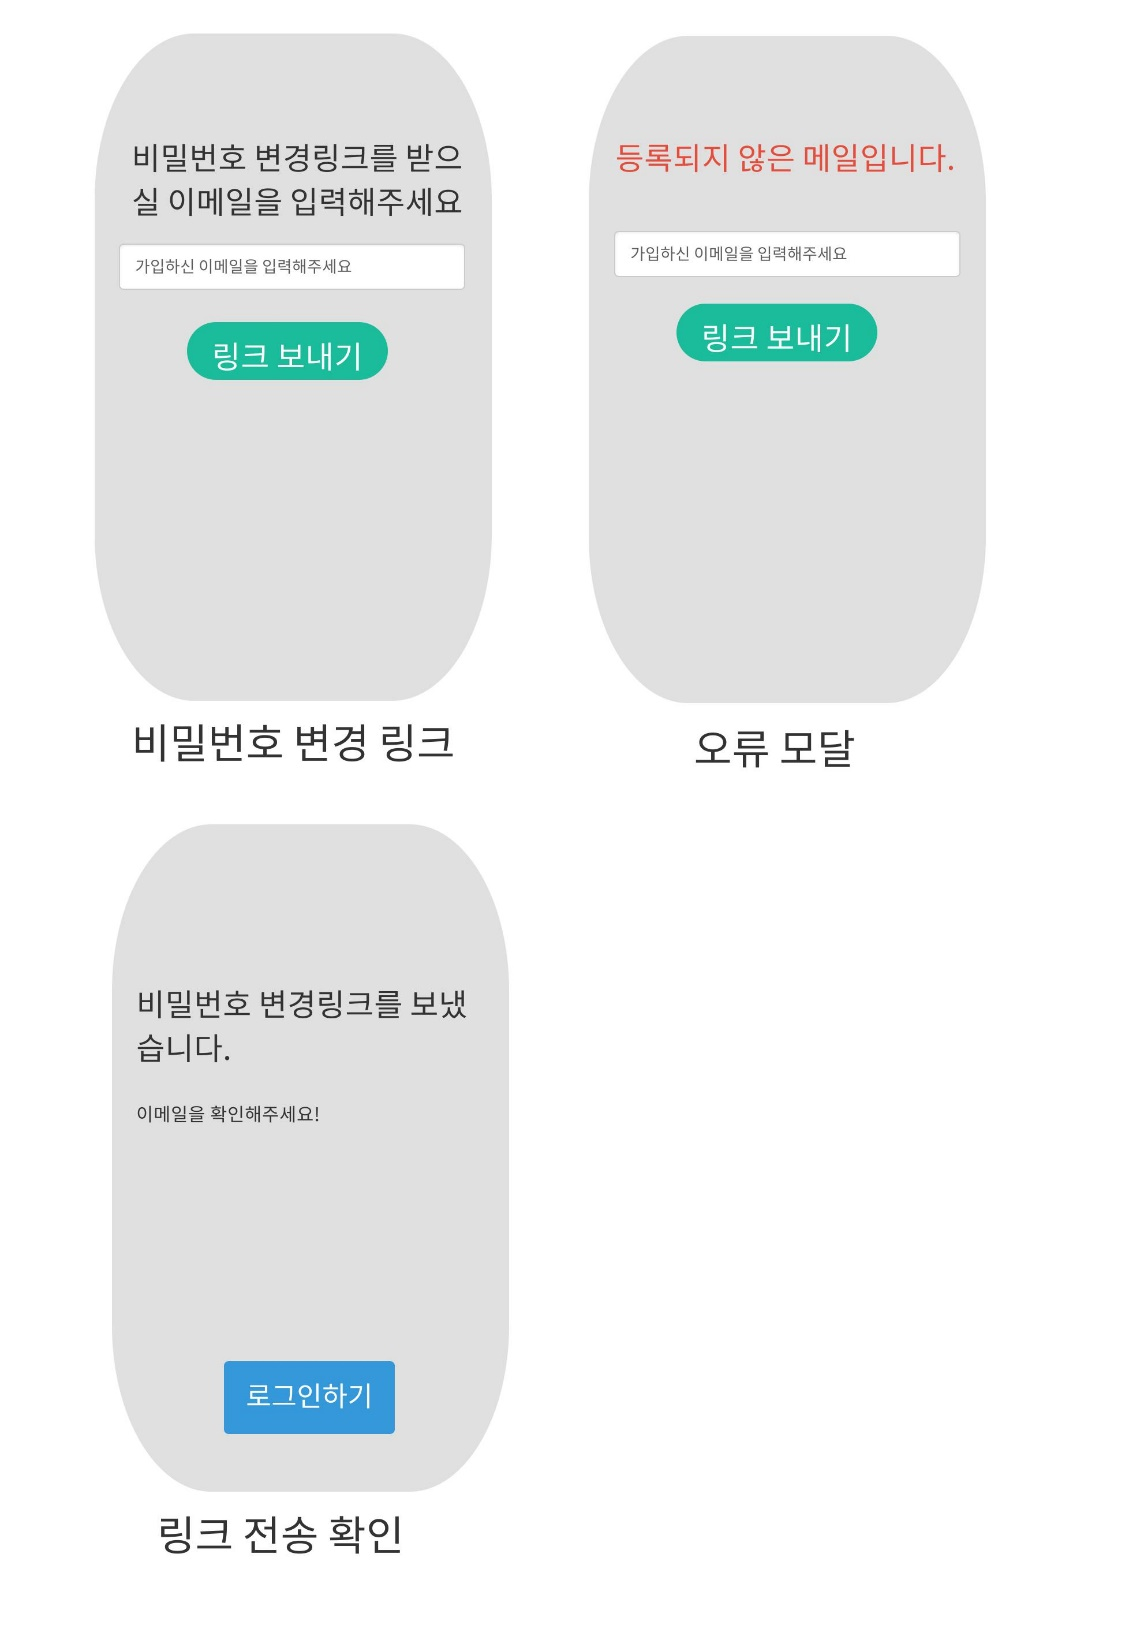 비밀번호 변경링크를 받으
실 이메일을 입력해주세요
가입하신 이메일을 입력해주세요
링크 보내기
비밀번호 변경 링크
등록되지 않은 메일입니다.
가입하신 이메일을 입력해주세요
링크 보내기
오류 모달
비밀번호 변경링크를 보냈
습니다.
이메일을 확인해주세요!
로그인하기
링크 전송 확인